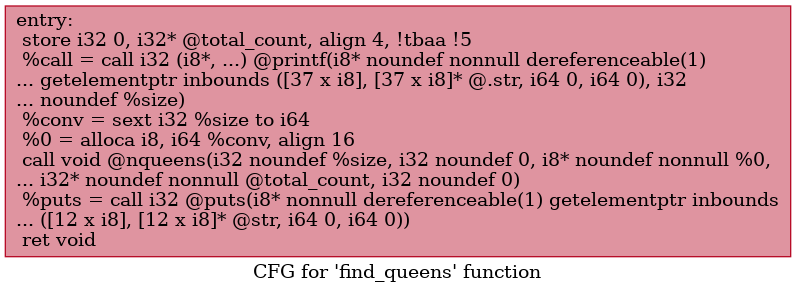 entry:
store i32 0, i32* @total_count, align 4, !tbaa !5
%call = call i32 (i8*, ...) @printf(i8* noundef nonnull dereferenceable(1)
... getelementptr inbounds ([37 x i8], [37 x i8]* @.str, i64 0, i64 0), i32
... noundef %size)
%conv = sext i32 %size to i64
%0 = alloca i8, i64 %conv, align 16
call void @nqueens(i32 noundef %size, i32 noundef 0, i8* noundef nonnull %0,
... i32* noundef nonnull @total_count, i32 noundef 0)
%puts = call i32 @puts(i8* nonnull dereferenceable(1) getelementptr inbounds
... ([12 x i8], [12 x i8]* @str, i64 0, i64 0))
ret void
CFG for 'find_queens' function